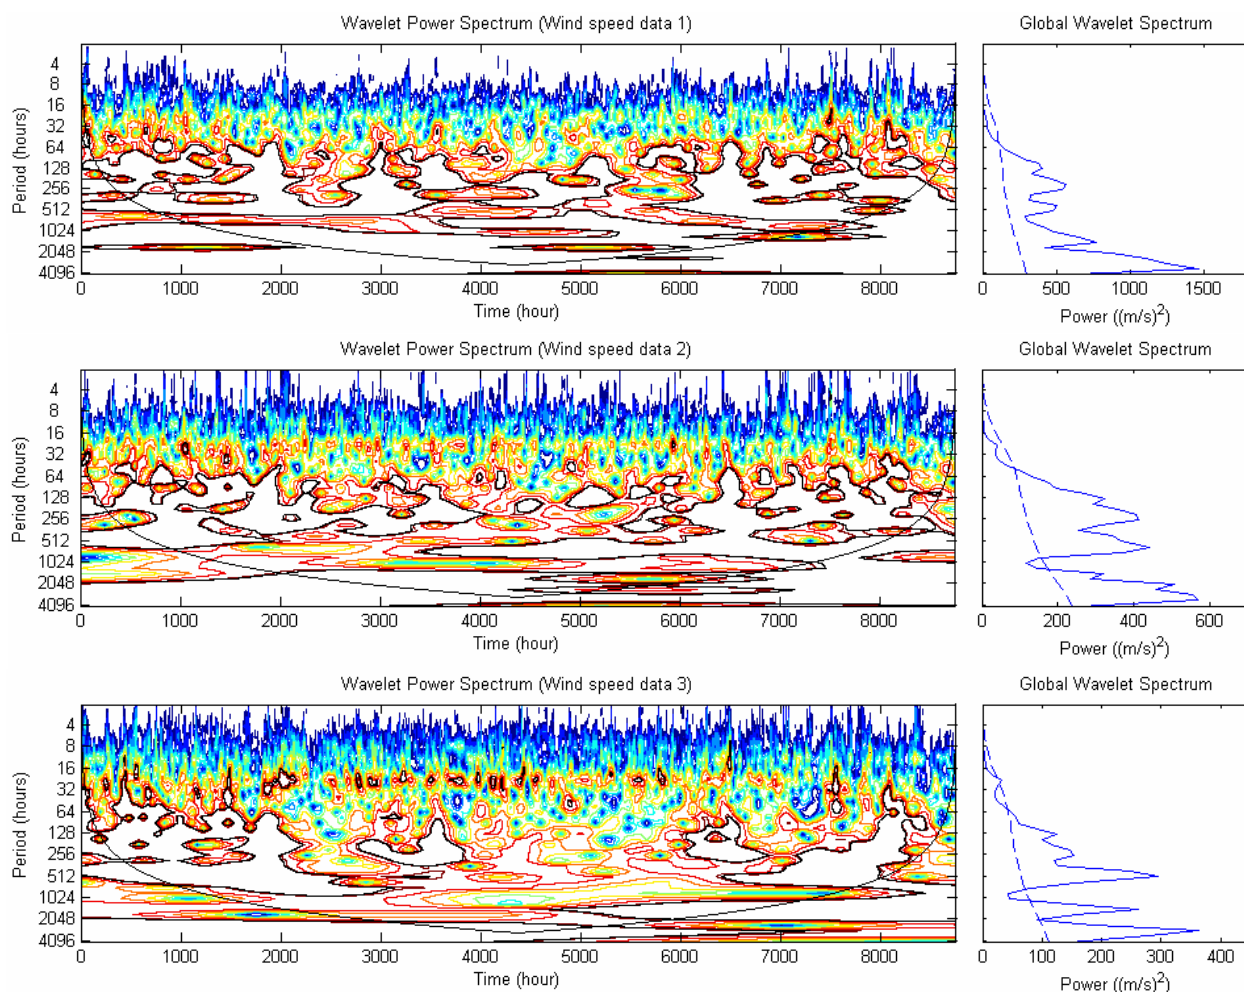 Wavelet Power Spectrum (Wind speed data 1)
Global Wavelet Spectrum
Period (hours)
4
8
16
32
64
128
256
512
1024
2048
4096
0 1000 2000 3000 4000 5000 6000 7000 8000
Time (hour)
0 500 1000 1500
Power ((m/s)^2)
Wavelet Power Spectrum (Wind speed data 2)
Global Wavelet Spectrum
Period (hours)
4
8
16
32
64
128
256
512
1024
2048
4096
0 1000 2000 3000 4000 5000 6000 7000 8000
Time (hour)
0 200 400 600
Power ((m/s)^2)
Wavelet Power Spectrum (Wind speed data 3)
Global Wavelet Spectrum
Period (hours)
4
8
16
32
64
128
256
512
1024
2048
4096
0 1000 2000 3000 4000 5000 6000 7000 8000
Time (hour)
0 100 200 300 400
Power ((m/s)^2)